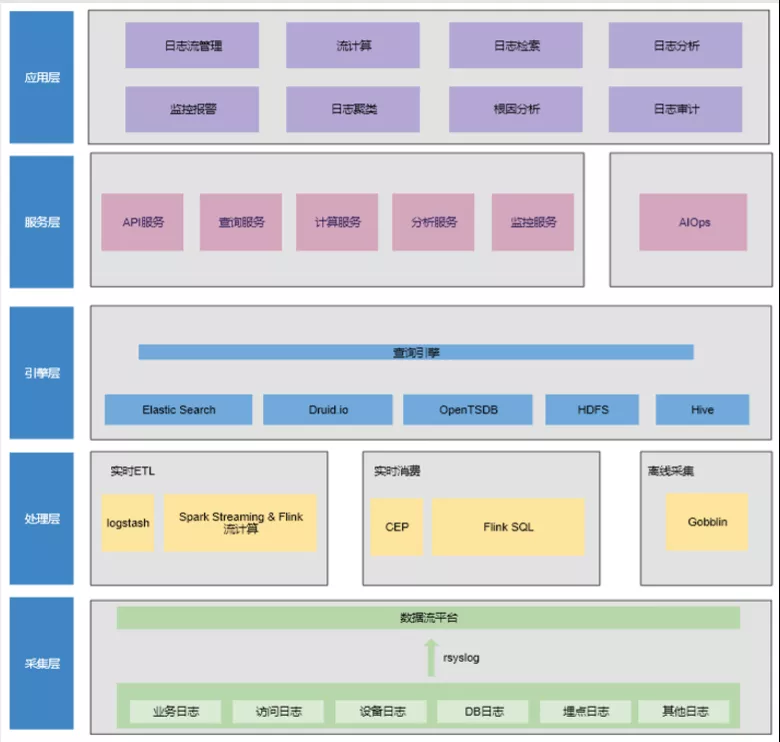 应用层
日志流管理
流计算
日志检索
日志分析
监控报警
日志聚类
根因分析
日志审计
服务层
API服务
查询服务
计算服务
分析服务
监控服务
AIOps
引擎层
查询引擎
Elastic Search
Druid.io
OpenTSDB
HDFS
Hive
处理层
实时ETL
logstash
Spark Streaming & Flink
流计算
实时消费
CEP
Flink SQL
离线采集
Gobblin
采集层
数据流平台
rsyslog
业务日志
访问日志
设备日志
DB日志
埋点日志
其他日志